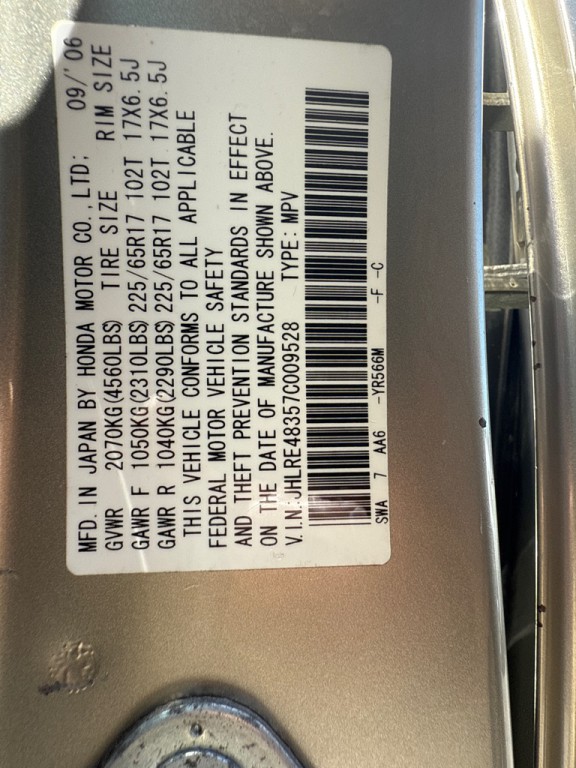 MFD. IN JAPAN BY HONDA MOTOR CO., LTD; 09/'06
GVWR 2070KG(4560LBS) TIRE SIZE RIM SIZE
GAWR F 1050KG(2310LBS) 225/65R17 102T 17X6.5J
GAWR R 1040KG(2290LBS) 225/65R17 102T 17X6.5J
THIS VEHICLE CONFORMS TO ALL APPLICABLE
FEDERAL MOTOR VEHICLE SAFETY
AND THEFT PREVENTION STANDARDS IN EFFECT
ON THE DATE OF MANUFACTURE SHOWN ABOVE.
V.I.N.:JHLRE48357C009528 TYPE: MPV
SWA 7 AA6 -YR566M -F -C